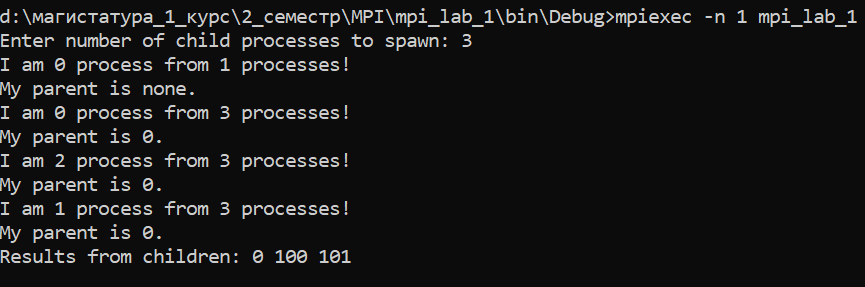 d:\магистатура_1_курс\2_семестр\MPI\mpi_lab_1\bin\Debug>mpiexec -n 1 mpi_lab_1
Enter number of child processes to spawn: 3
I am 0 process from 1 processes!
My parent is none.
I am 0 process from 3 processes!
My parent is 0.
I am 2 process from 3 processes!
My parent is 0.
I am 1 process from 3 processes!
My parent is 0.
Results from children: 0 100 101